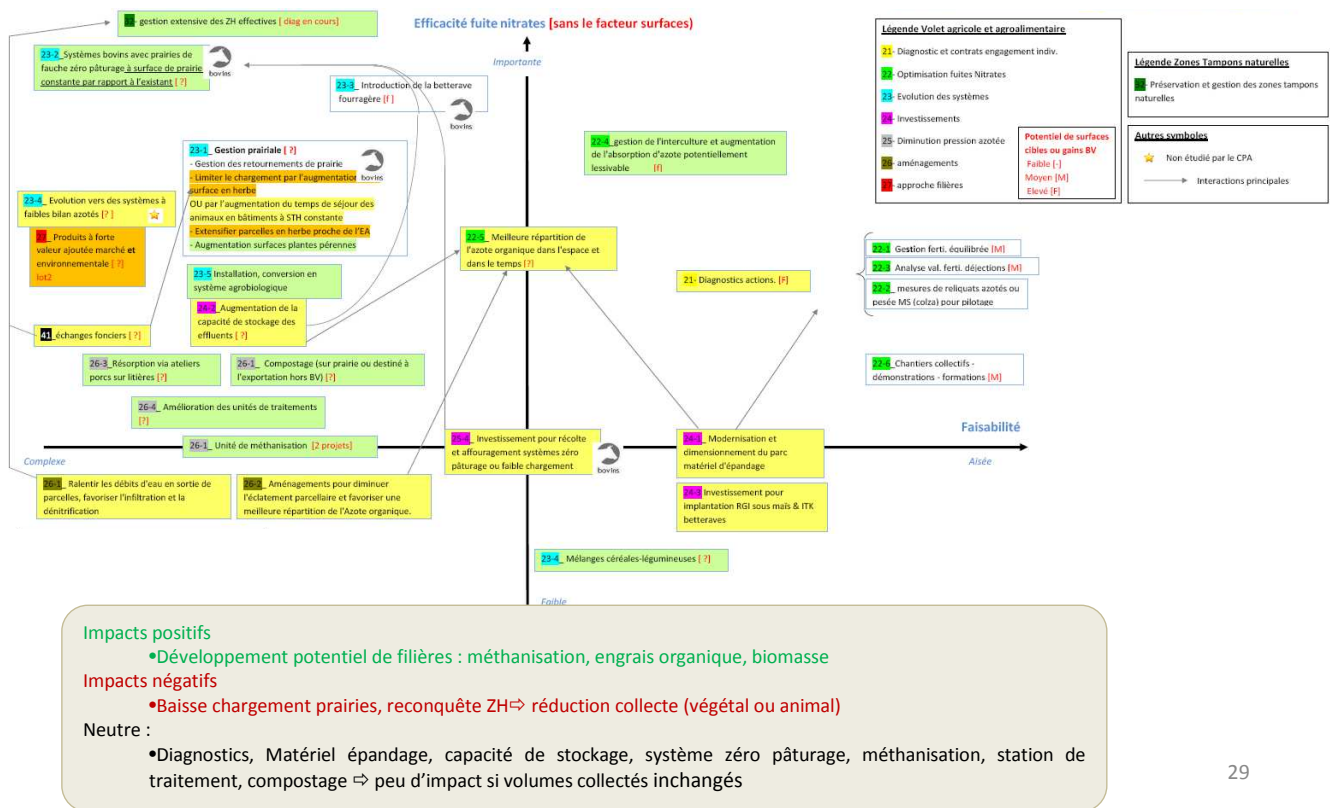 32- gestion extensive des ZH effectives [ diag en cours]
Efficacité fuite nitrates [sans le facteur surfaces)
Importante
23-2_Systèmes bovins avec prairies de
fauche zéro pâturage à surface de prairie
constante par rapport à l'existant [ ?]
bovins
23-3_ Introduction de la betterave
fourragère [f ]
bovins
23-1_Gestion prairiale [ ?]
- Gestion des retournements de prairie
- Limiter le chargement par l'augmentation
surface en herbe
OU par l'augmentation du temps de séjour des
animaux en bâtiments à STH constante
- Extensifier parcelles en herbe proche de l'EA
- Augmentation surfaces plantes pérennes
bovins
22-4_gestion de l'interculture et augmentation
de l'absorption d'azote potentiellement
lessivable [f]
23-4_ Evolution vers des systèmes à
faibles bilan azotés [? ]
27_ Produits à forte
valeur ajoutée marché et
environnementale [ ?]
lot2
22-5_ Meilleure répartition de
l'azote organique dans l'espace et
dans le temps [?]
23-5 Installation, conversion en
système agrobiologique
24-2_Augmentation de la
capacité de stockage des
effluents [ ?]
21- Diagnostics actions. [F]
22-1 Gestion ferti. équilibrée [M]
22-3 Analyse val. ferti. déjections [M]
22-2_ mesures de reliquats azotés ou
pesée MS (colza) pour pilotage
41_échanges fonciers [ ?]
26-3_Résorption via ateliers
porcs sur litières [?]
26-1_ Compostage (sur prairie ou destiné à
l'exportation hors BV) [?]
22-6_ Chantiers collectifs -
démonstrations - formations [M]
26-4_ Amélioration des unités de traitements
[?]
26-1_ Unité de méthanisation [2 projets]
Faisabilité
Complexe
Aisée
25-4_ Investissement pour récolte
et affouragement systèmes zéro
pâturage ou faible chargement
bovins
24-1_ Modernisation et
dimensionnement du parc
matériel d'épandage
26-1_ Ralentir les débits d'eau en sortie de
parcelles, favoriser l'infiltration et la
dénitrification
26-2_ Aménagements pour diminuer
l'éclatement parcellaire et favoriser une
meilleure répartition de l'Azote organique.
24-3 Investissement pour
implantation RGI sous maïs & ITK
betteraves
23-4_ Mélanges céréales-légumineuses [ ?]
Faible
Légende Volet agricole et agroalimentaire
21- Diagnostic et contrats engagement indiv.
22- Optimisation fuites Nitrates
23- Evolution des systèmes
24- Investissements
25- Diminution pression azotée
26- aménagements
27- approche filières
Potentiel de surfaces
cibles ou gains BV
Faible [-]
Moyen [M]
Elevé [F]
Légende Zones Tampons naturelles
32- Préservation et gestion des zones tampons
naturelles
Autres symboles
Non étudié par le CPA
Interactions principales
Impacts positifs
•Développement potentiel de filières : méthanisation, engrais organique, biomasse
Impacts négatifs
•Baisse chargement prairies, reconquête ZH⇨ réduction collecte (végétal ou animal)
Neutre :
•Diagnostics, Matériel épandage, capacité de stockage, système zéro pâturage, méthanisation, station de
traitement, compostage ⇨ peu d'impact si volumes collectés inchangés
29